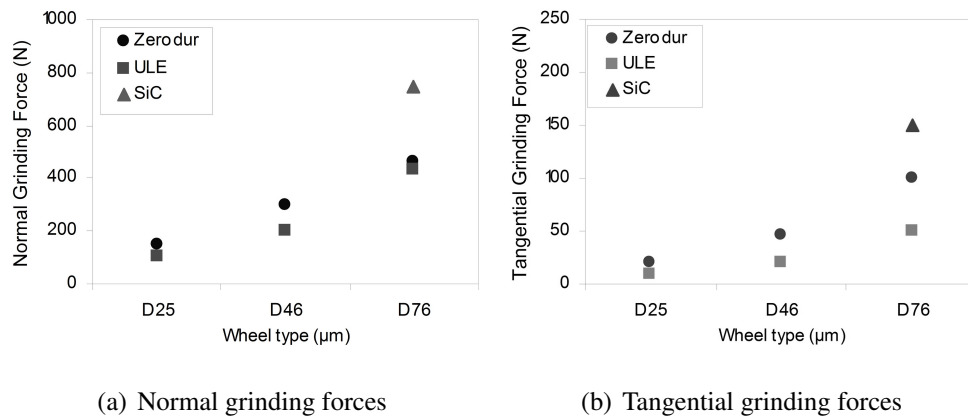 1000
800
600
400
200
0
Normal Grinding Force (N)
Zerodur
ULE
SiC
D25 D46 D76
Wheel type (µm)
(a) Normal grinding forces
250
200
150
100
50
0
Tangential Grinding Force (N)
Zerodur
ULE
SiC
D25 D46 D76
Wheel type (µm)
(b) Tangential grinding forces